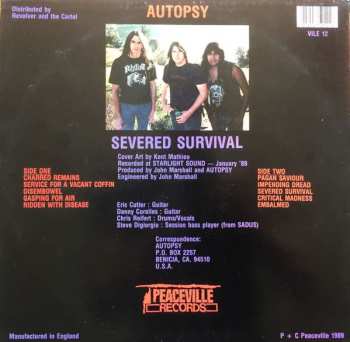 Distributed by
Revolver and the Cartel
AUTOPSY
VILE 12
SEVERED SURVIVAL
Cover Art by Kent Mathieu
Recorded at STARLIGHT SOUND — January '89
Produced by John Marshall and AUTOPSY
Engineered by John Marshall
SIDE ONE
CHARRED REMAINS
SERVICE FOR A VACANT COFFIN
DISEMBOWEL
GASPING FOR AIR
RIDDEN WITH DISEASE
SIDE TWO
PAGAN SAVIOUR
IMPENDING DREAD
SEVERED SURVIVAL
CRITICAL MADNESS
EMBALMED
Eric Cutler : Guitar
Danny Coralles : Guitar
Chris Reifert : Drums/Vocals
Steve Digiorgio : Session bass player (from SADUS)
Correspondence:
AUTOPSY
P.O. BOX 2257
BENICIA, CA. 94510
U.S.A.
PEACEVILLE
RECORDS
Manufactured in England
P + C Peaceville 1989